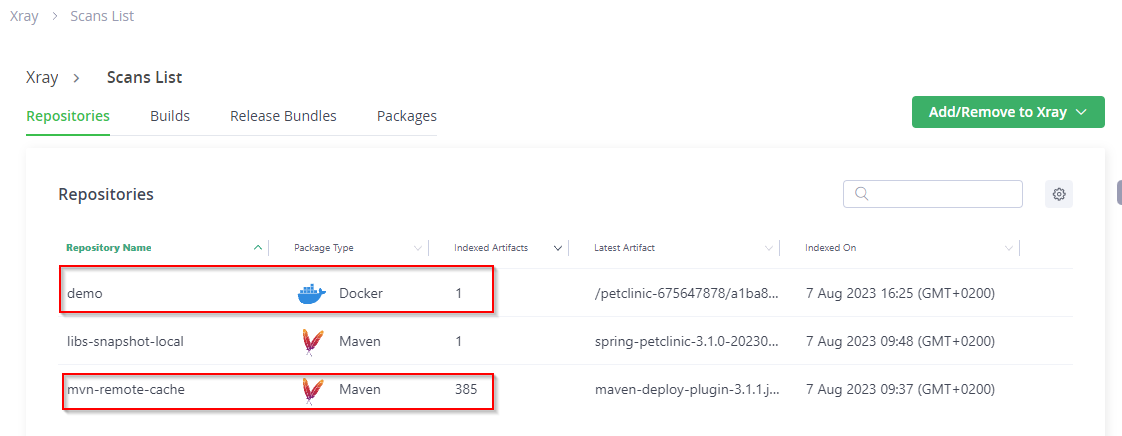 Xray > Scans List
Xray > Scans List
Repositories Builds Release Bundles Packages
Add/Remove to Xray
Repositories
Repository Name Package Type Indexed Artifacts Latest Artifact Indexed On
demo Docker 1 /petclinic-675647878/a1ba8... 7 Aug 2023 16:25 (GMT+0200)
libs-snapshot-local Maven 1 spring-petclinic-3.1.0-20230... 7 Aug 2023 09:48 (GMT+0200)
mvn-remote-cache Maven 385 maven-deploy-plugin-3.1.1.j... 7 Aug 2023 09:37 (GMT+0200)